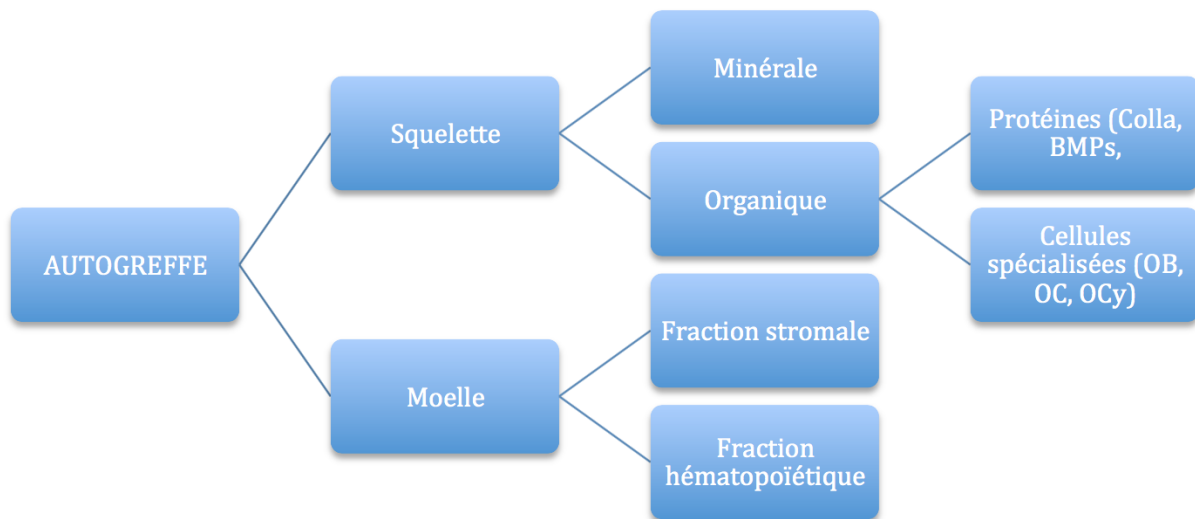 AUTOGREFFE
Squelette
Minérale
Organique
Protéines (Colla,
BMPs,
Cellules
spécialisées (OB,
OC, OCy)
Moelle
Fraction stromale
Fraction
hématopoïétique